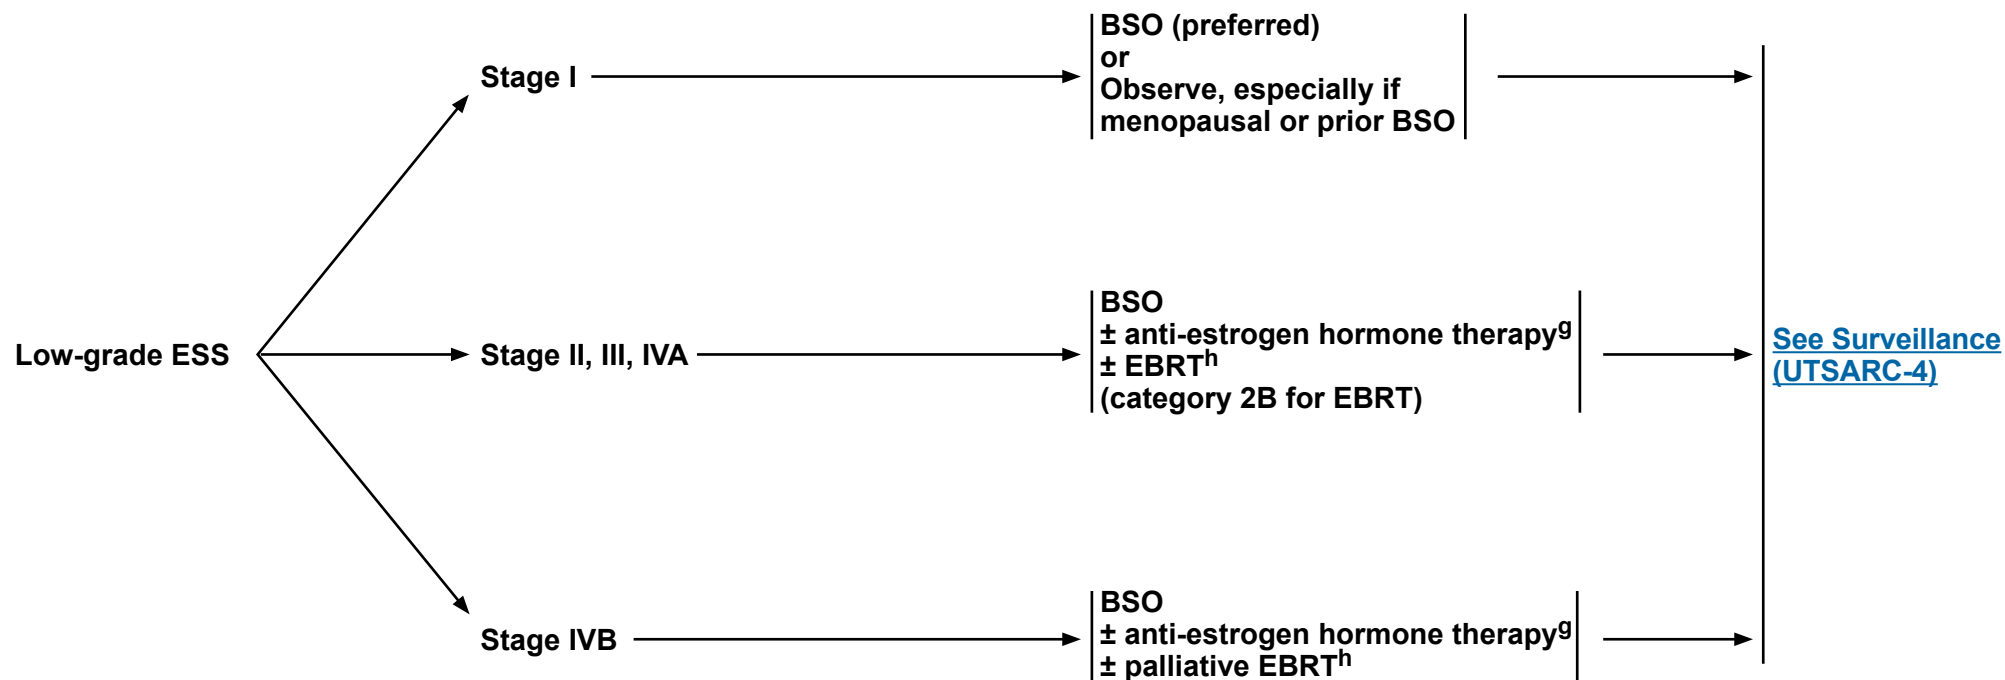 Low-grade ESS
Stage I
BSO (preferred)
or
Observe, especially if
menopausal or prior BSO
Stage II, III, IVA
BSO
± anti-estrogen hormone therapyg
± EBRTh
(category 2B for EBRT)
Stage IVB
BSO
± anti-estrogen hormone therapyg
± palliative EBRTh
See Surveillance
(UTSARC-4)